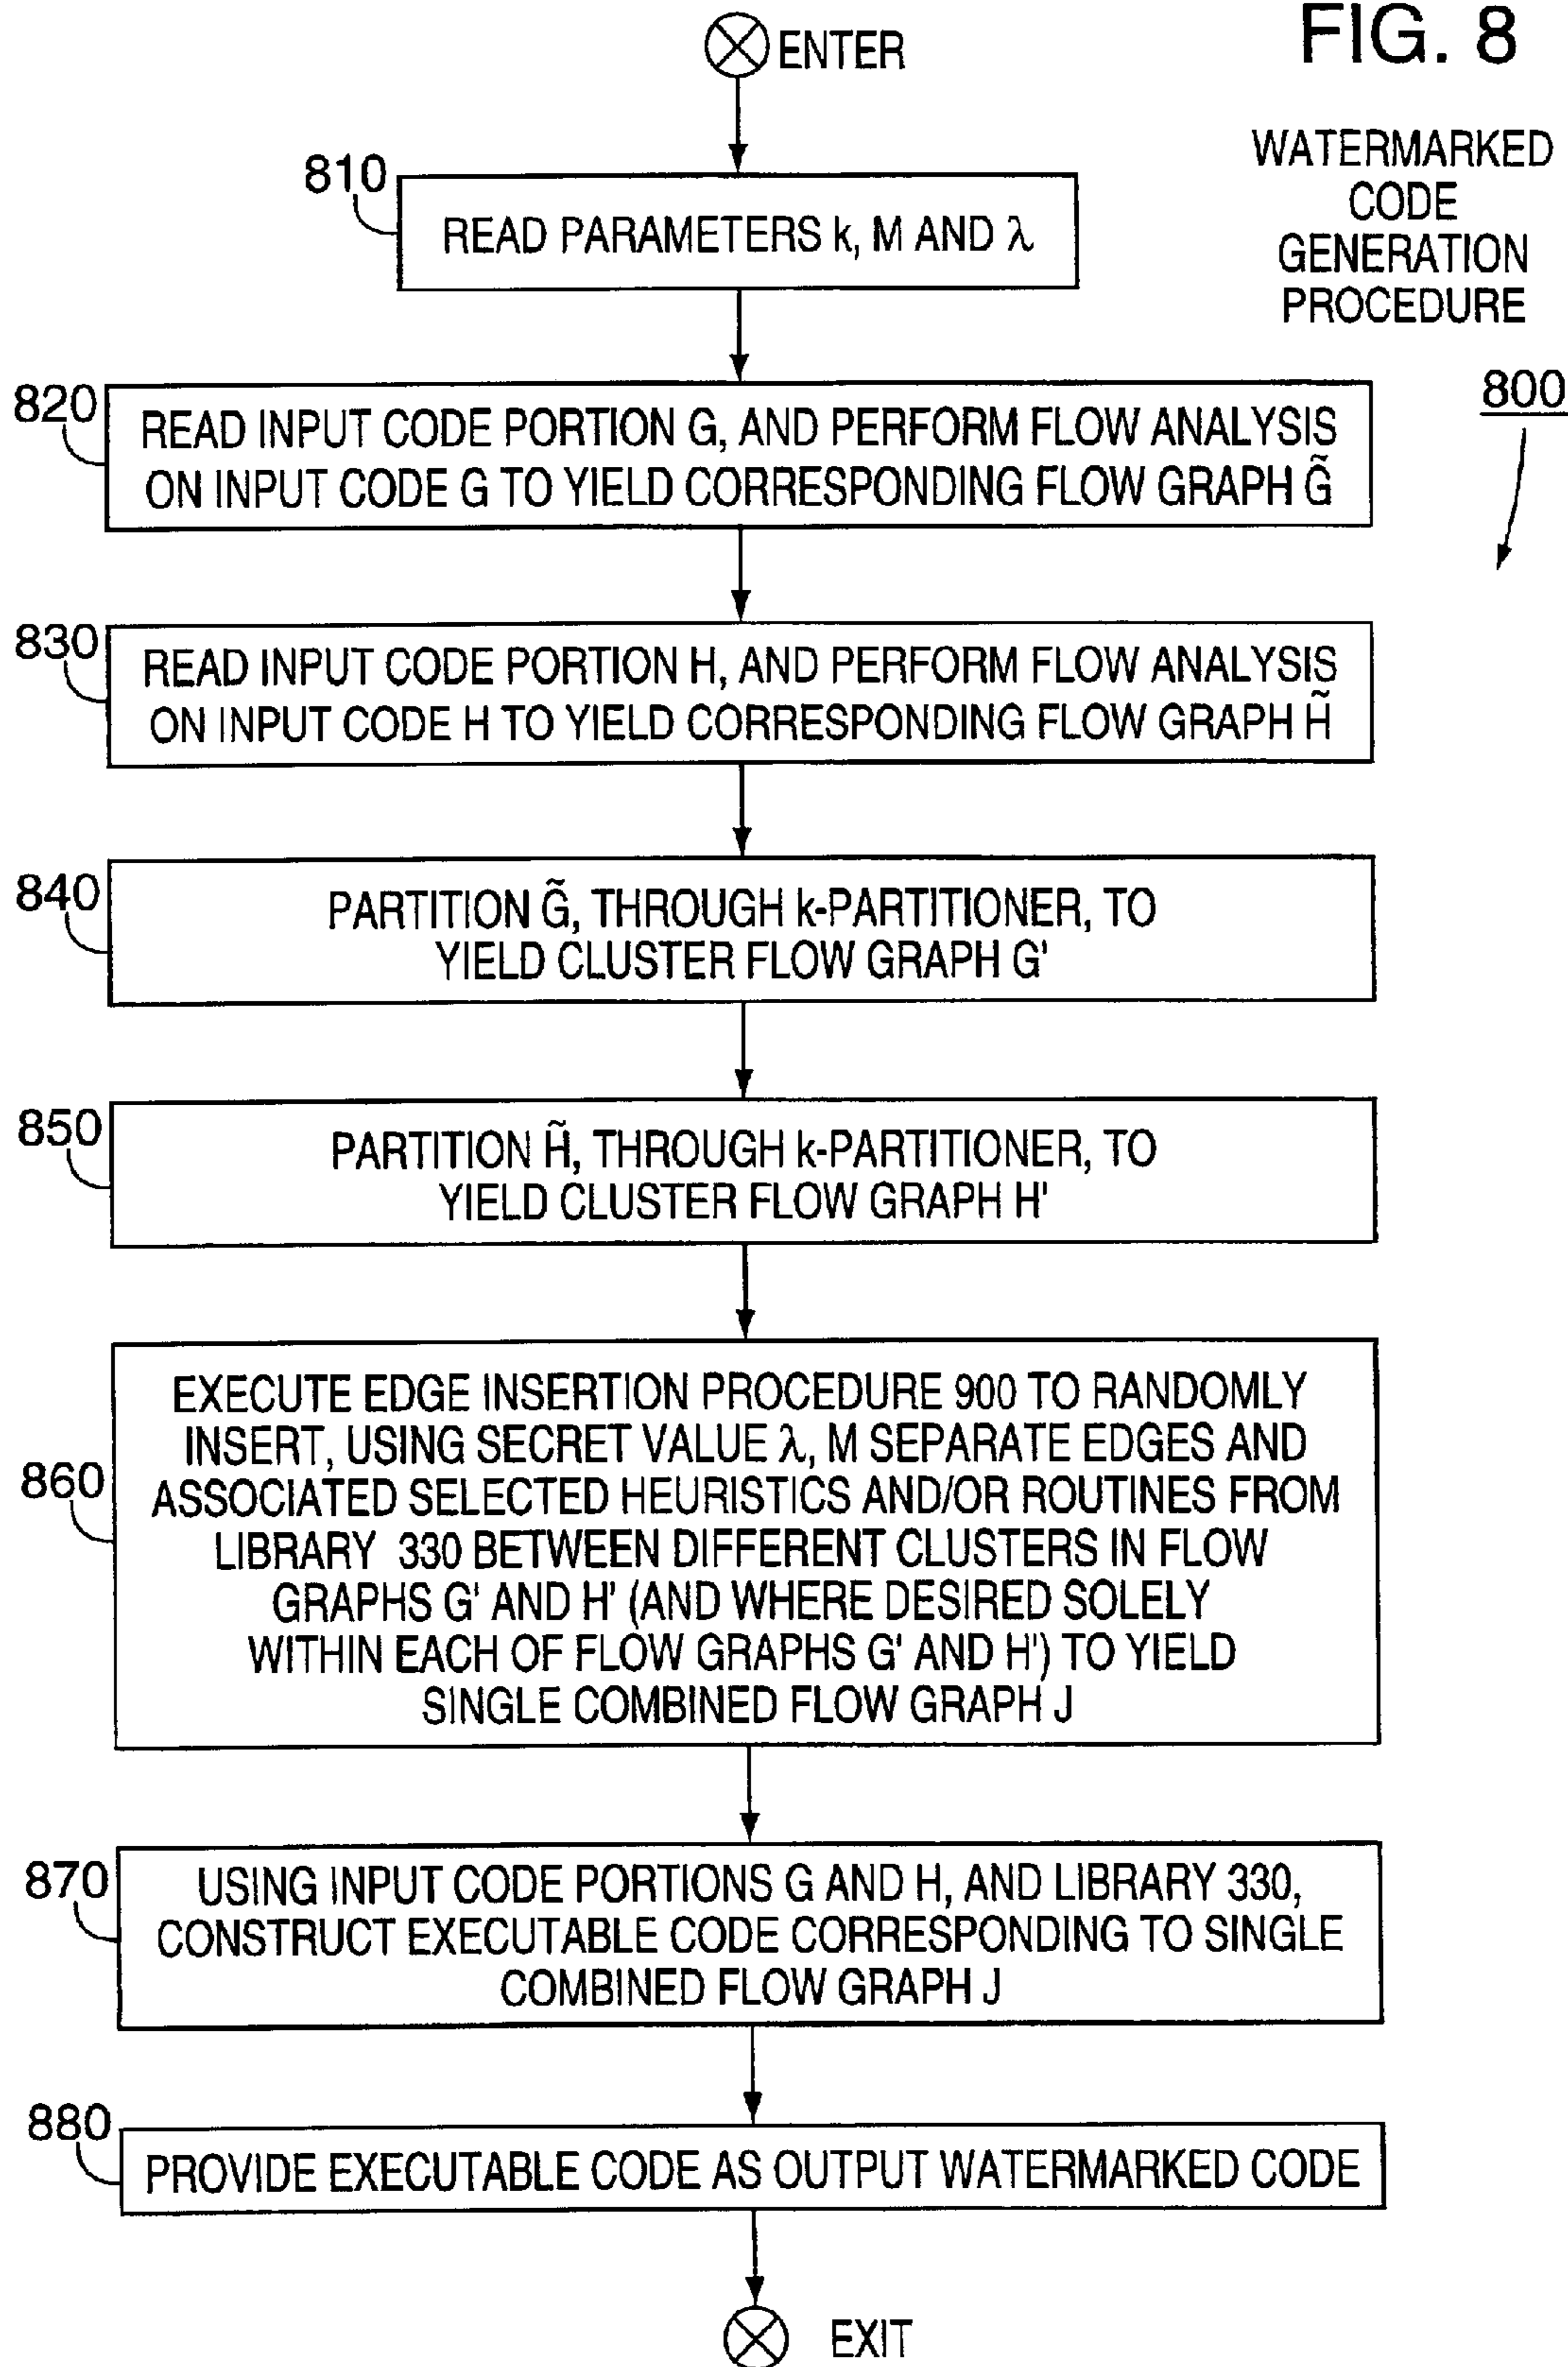 FIG. 8
ENTER
WATERMARKED
CODE
GENERATION
PROCEDURE
800
810
READ PARAMETERS k, M AND λ
820
READ INPUT CODE PORTION G, AND PERFORM FLOW ANALYSIS
ON INPUT CODE G TO YIELD CORRESPONDING FLOW GRAPH G̃
830
READ INPUT CODE PORTION H, AND PERFORM FLOW ANALYSIS
ON INPUT CODE H TO YIELD CORRESPONDING FLOW GRAPH H̃
840
PARTITION G̃, THROUGH k-PARTITIONER, TO
YIELD CLUSTER FLOW GRAPH G'
850
PARTITION H̃, THROUGH k-PARTITIONER, TO
YIELD CLUSTER FLOW GRAPH H'
860
EXECUTE EDGE INSERTION PROCEDURE 900 TO RANDOMLY
INSERT, USING SECRET VALUE λ, M SEPARATE EDGES AND
ASSOCIATED SELECTED HEURISTICS AND/OR ROUTINES FROM
LIBRARY 330 BETWEEN DIFFERENT CLUSTERS IN FLOW
GRAPHS G' AND H' (AND WHERE DESIRED SOLELY
WITHIN EACH OF FLOW GRAPHS G' AND H') TO YIELD
SINGLE COMBINED FLOW GRAPH J
870
USING INPUT CODE PORTIONS G AND H, AND LIBRARY 330,
CONSTRUCT EXECUTABLE CODE CORRESPONDING TO SINGLE
COMBINED FLOW GRAPH J
880
PROVIDE EXECUTABLE CODE AS OUTPUT WATERMARKED CODE
EXIT